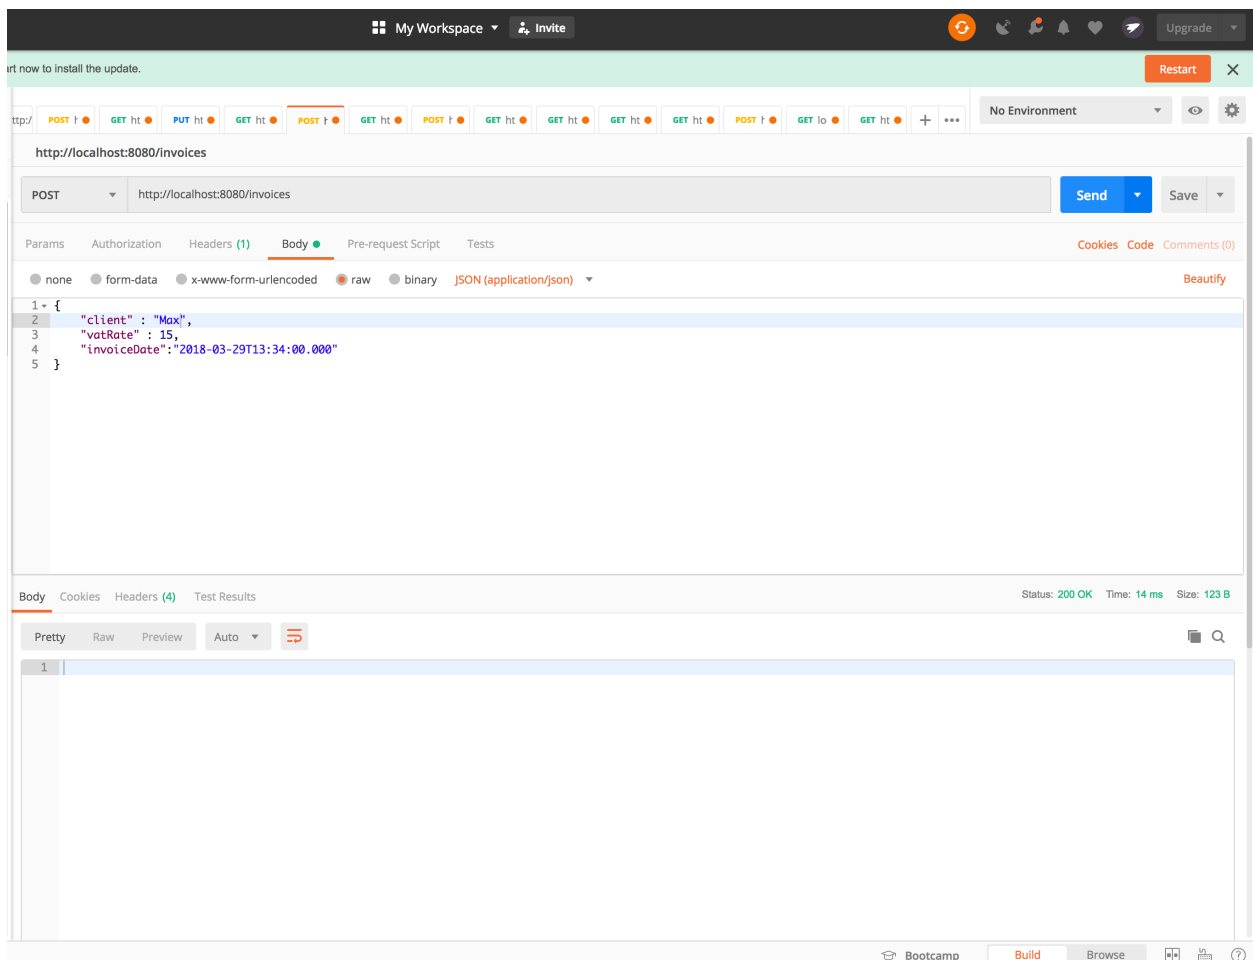 My Workspace Invite Upgrade
rt now to install the update. Restart
ttp:/ POST GET ht PUT ht GET ht POST GET ht POST GET ht GET ht GET ht GET ht POST GET lo GET ht + ••• No Environment
http://localhost:8080/invoices
POST http://localhost:8080/invoices Send Save
Params Authorization Headers (1) Body Pre-request Script Tests Cookies Code Comments (0)
none form-data x-www-form-urlencoded raw binary JSON (application/json) Beautify
1 {
2 "client" : "Max",
3 "vatRate" : 15,
4 "invoiceDate":"2018-03-29T13:34:00.000"
5 }
Body Cookies Headers (4) Test Results Status: 200 OK Time: 14 ms Size: 123 B
Pretty Raw Preview Auto
1
Bootcamp Build Browse